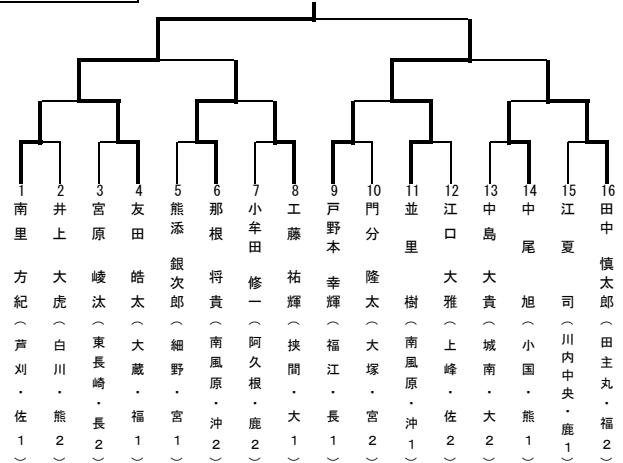 1 南里 方紀（芦刈・佐1）
2 井上 大虎（白川・熊2）
3 宮原 崚汰（東長崎・長2）
4 友田 皓太（大蔵・福1）
5 熊添 銀次郎（細野・宮1）
6 那根 将貴（南風原・沖2）
7 小牟田 修一（阿久根・鹿2）
8 工藤 祐輝（挾間・大1）
9 戸野本 幸輝（福江・長1）
10 門分 隆太（大塚・宮2）
11 並里 樹（南風原・沖1）
12 江口 大雅（上峰・佐2）
13 中島 大貴（城南・大2）
14 中尾 旭（小国・熊1）
15 江夏 司（川内中央・鹿1）
16 田中 慎太郎（田主丸・福2）